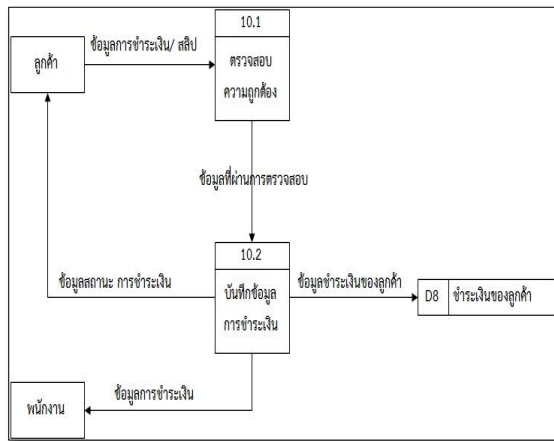 10.1
ข้อมูลการชำระเงิน/ สลิป
ลูกค้า
ตรวจสอบ
ความถูกต้อง
ข้อมูลที่ผ่านการตรวจสอบ
10.2
ข้อมูลสถานะ การชำระเงิน
บันทึกข้อมูล
การชำระเงิน
ข้อมูลชำระเงินของลูกค้า
D8 ชำระเงินของลูกค้า
ข้อมูลการชำระเงิน
พนักงาน